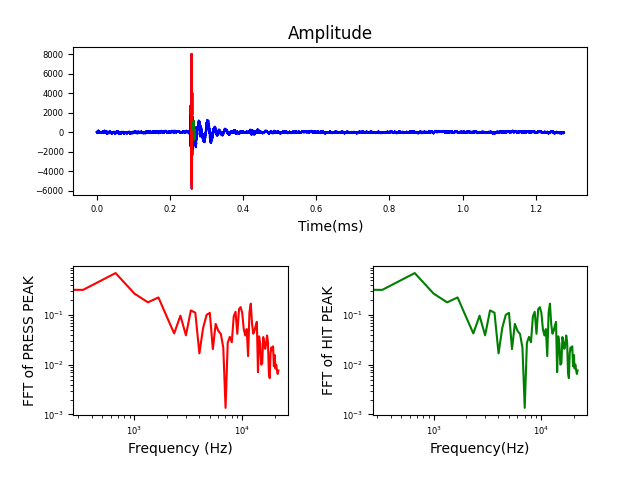 Amplitude
8000
6000
4000
2000
0
−2000
−4000
−6000
0.0 0.2 0.4 0.6 0.8 1.0 1.2
Time(ms)
FFT of PRESS PEAK
10⁻¹
10⁻²
10⁻³
10³ 10⁴
Frequency (Hz)
FFT of HIT PEAK
10⁻¹
10⁻²
10⁻³
10³ 10⁴
Frequency(Hz)